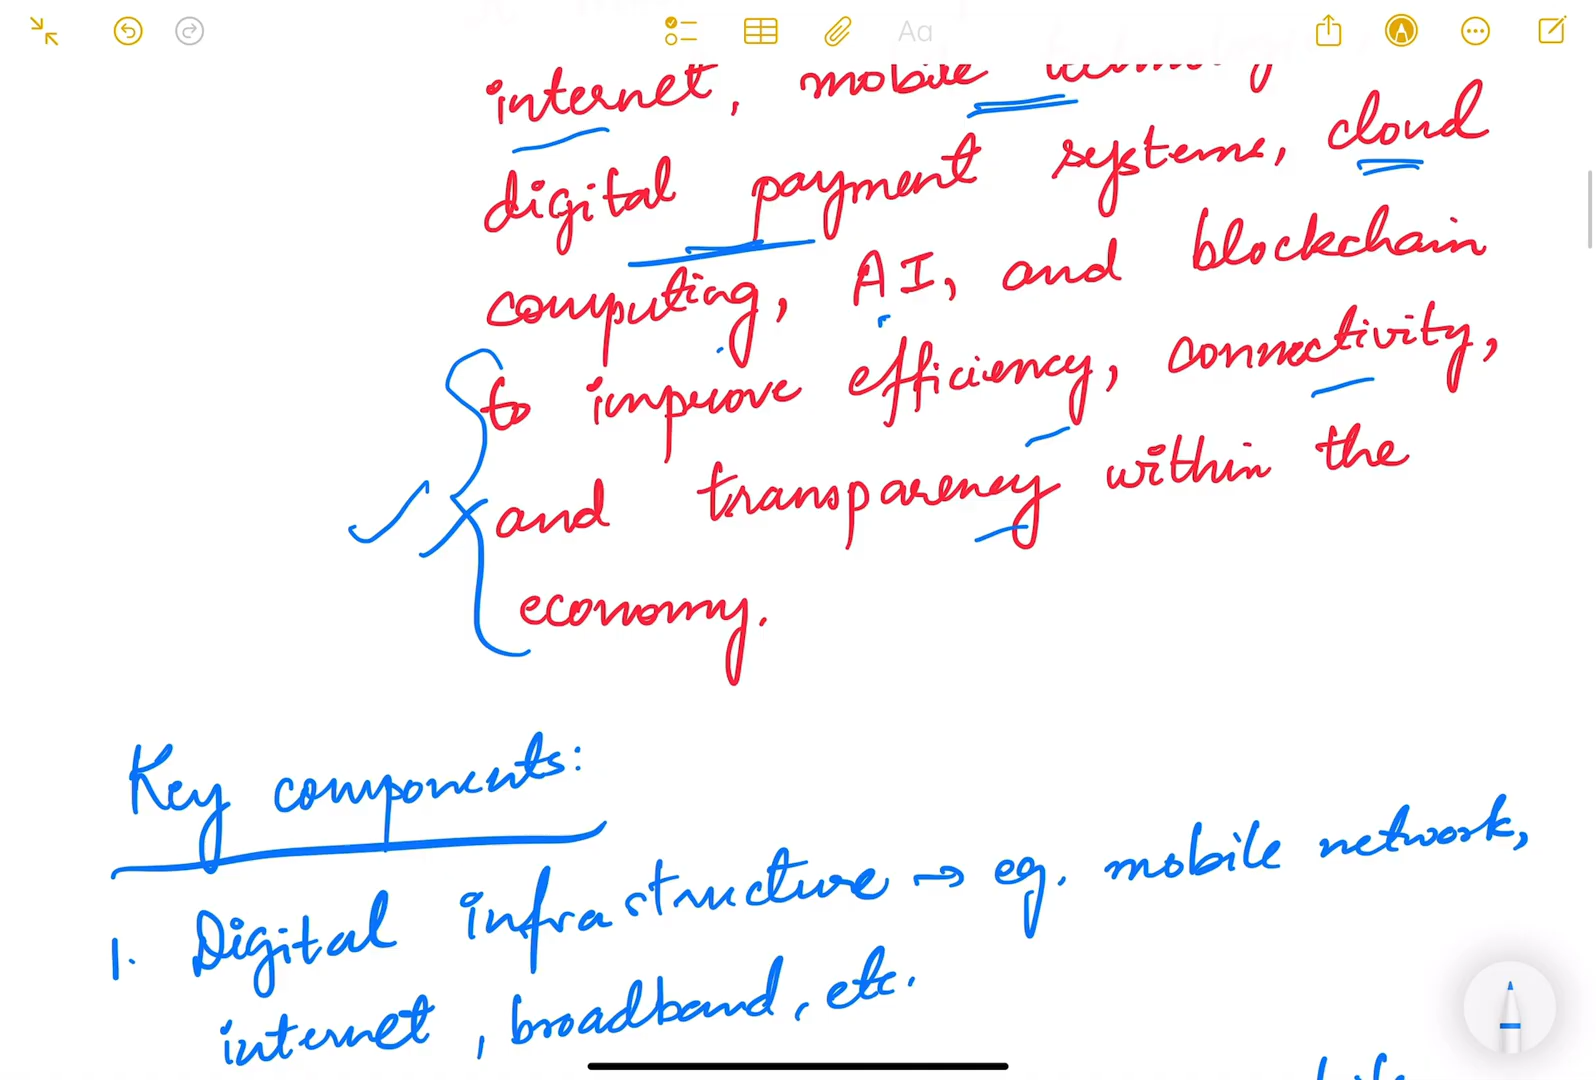 Aa
internet, mobile
digital payment systems, cloud
computing, AI, and blockchain
to improve efficiency, connectivity,
and transparency within the
economy.
Key components:
1. Digital infrastructure → eg. mobile network,
internet, broadband, etc.